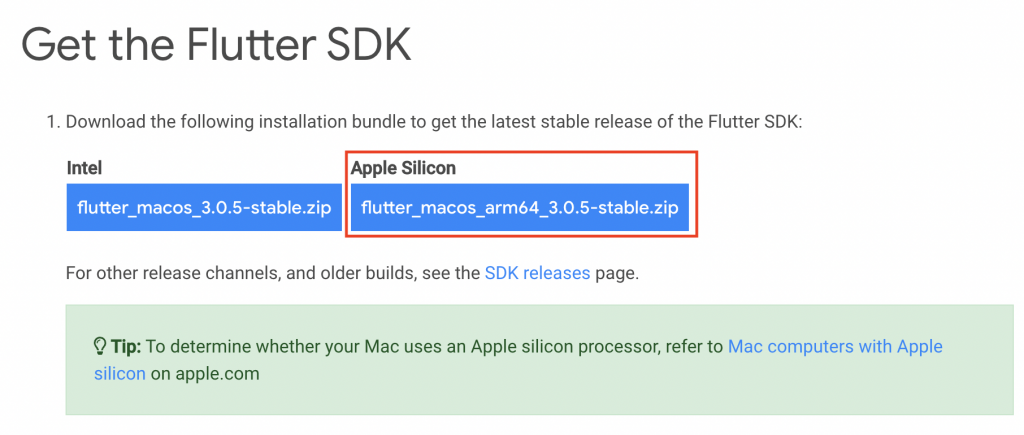 Get the Flutter SDK
1. Download the following installation bundle to get the latest stable release of the Flutter SDK:
Intel
Apple Silicon
flutter_macos_3.0.5-stable.zip
flutter_macos_arm64_3.0.5-stable.zip
For other release channels, and older builds, see the SDK releases page.
Tip: To determine whether your Mac uses an Apple silicon processor, refer to Mac computers with Apple
silicon on apple.com